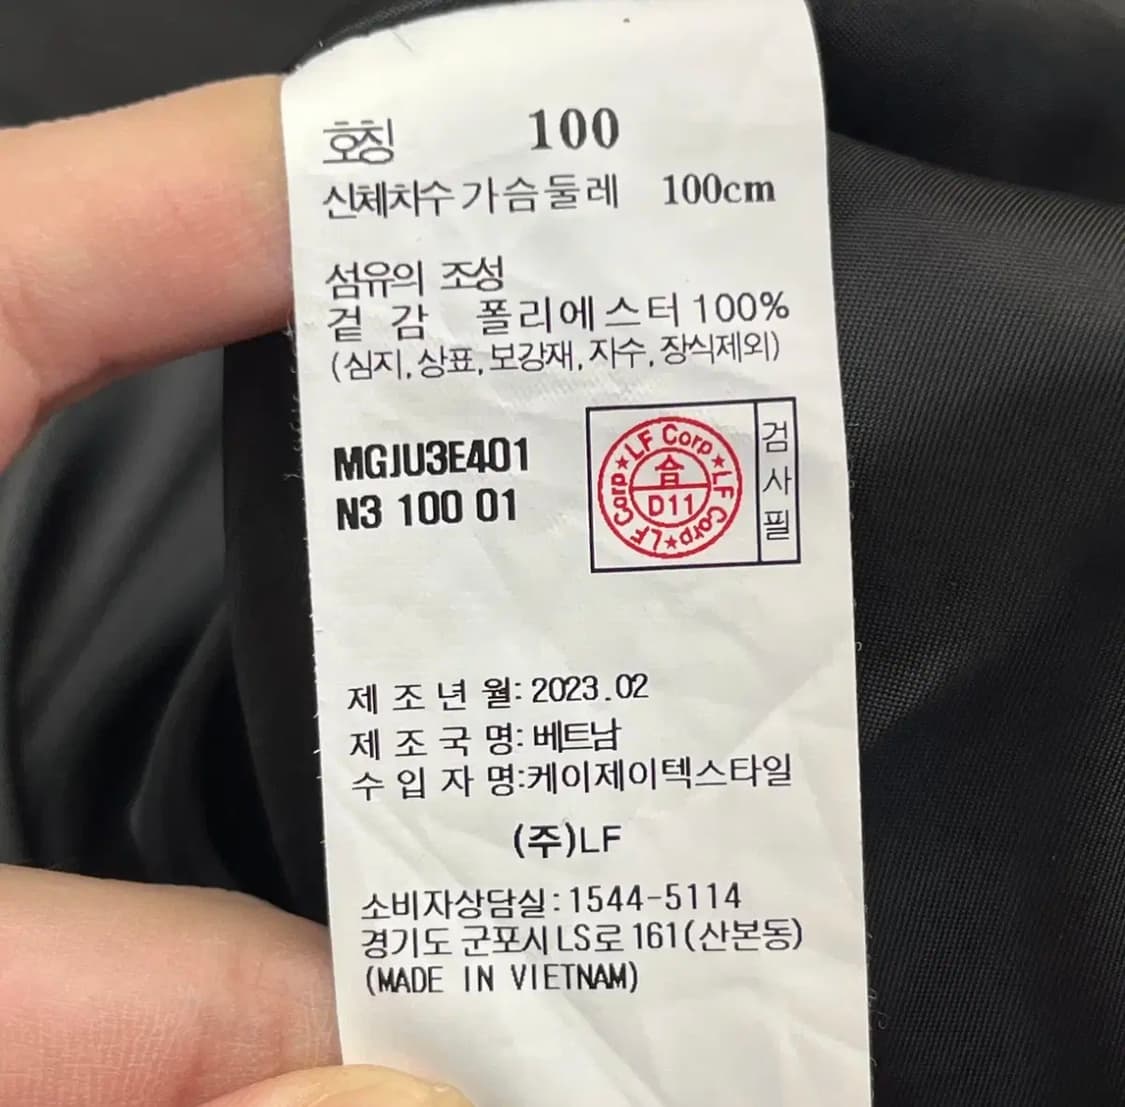 호칭 100
신체치수 가슴둘레 100cm
섬유의 조성
겉 감 폴리에스터 100%
(심지, 상표, 보강재, 자수, 장식제외)
MGJU3E401
N3 100 01
LF Corp★LF Corp★LF Corp★
合
D11
검사필
제 조 년 월: 2023.02
제 조 국 명: 베트남
수 입 자 명:케이제이텍스타일
(주)LF
소비자상담실: 1544-5114
경기도 군포시 LS로 161(산본동)
(MADE IN VIETNAM)